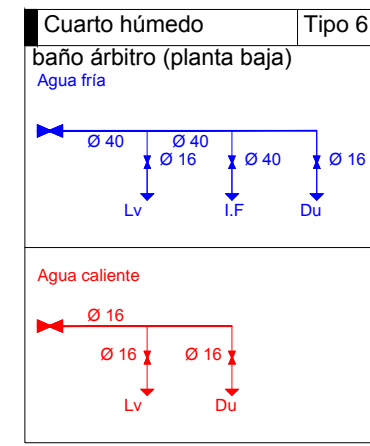 Cuarto húmedo Tipo 6
baño árbitro (planta baja)
Agua fría
Ø 40 Ø 40
Ø 16 Ø 40 Ø 16
Lv I.F Du
Agua caliente
Ø 16
Ø 16 Ø 16
Lv Du